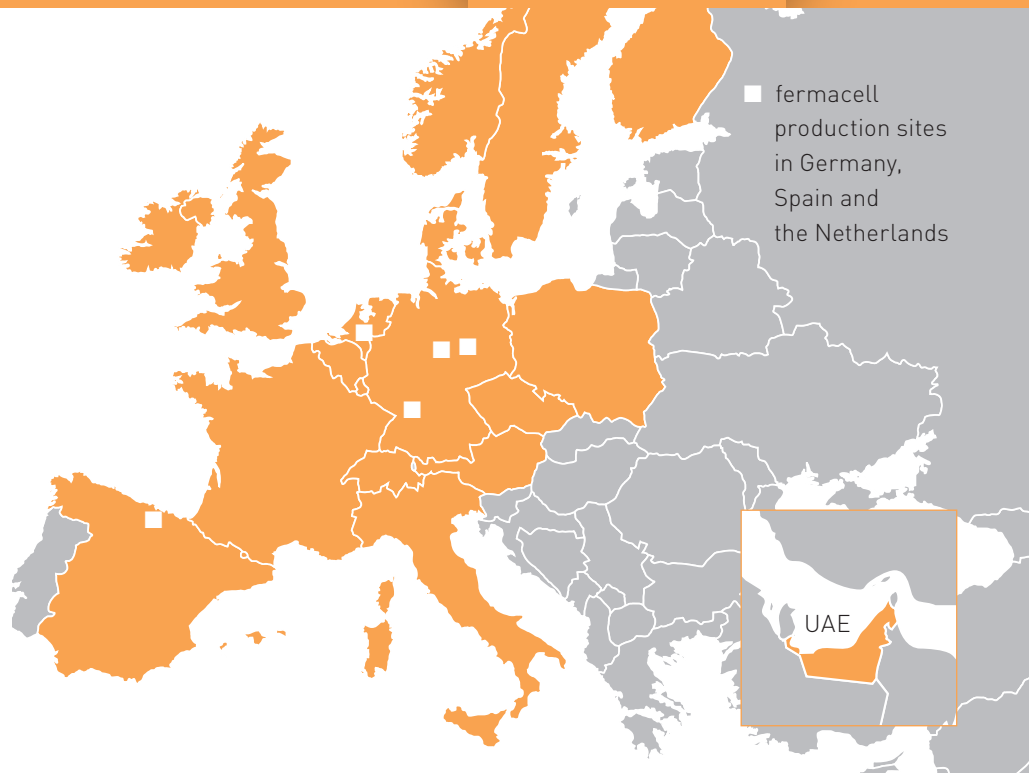 fermacell
production sites
in Germany,
Spain and
the Netherlands
UAE